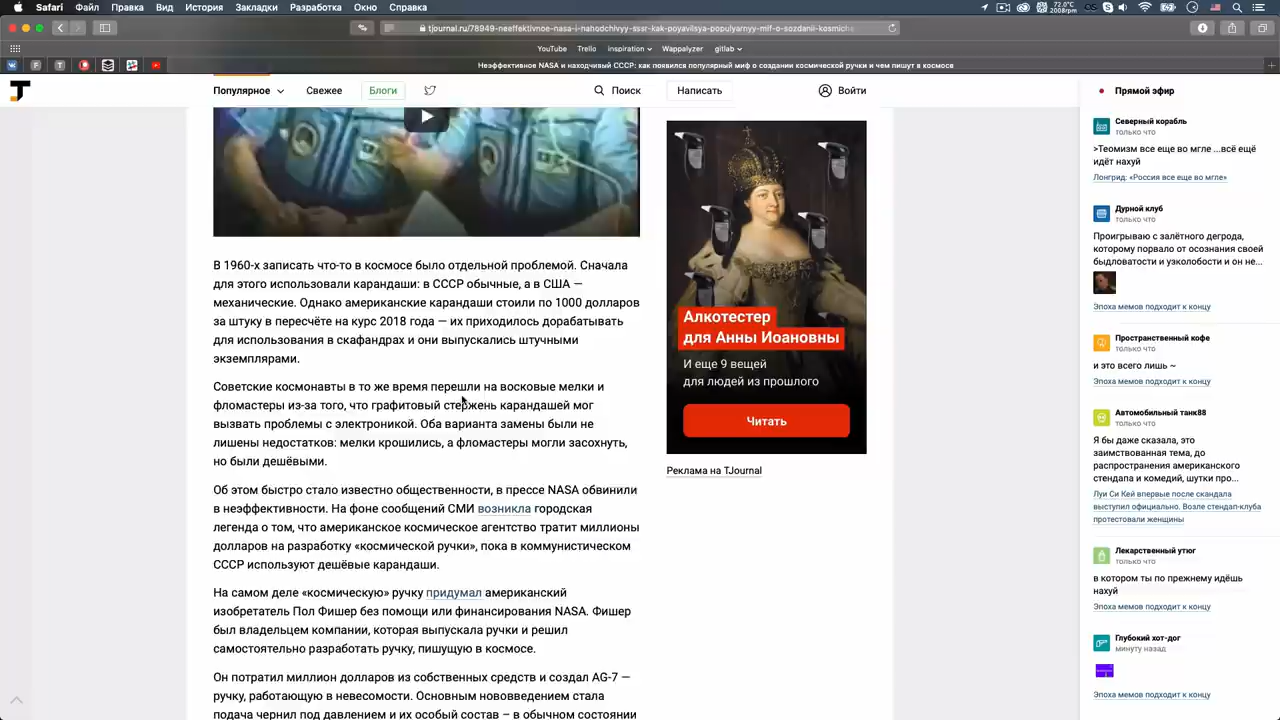 Safari Файл Правка Вид История Закладки Разработка Окно Справка
tjournal.ru/78949-neeffektivnoe-nasa-i-nahodchivyy-sssr-kak-poyavilsya-populyarnyy-mif-o-sozdanii-kosmiche
YouTube Trello inspiration Wappalyzer gitlab
Неэффективное NASA и находчивый СССР: как появился популярный миф о создании космической ручки и чем пишут в космосе
Популярное Свежее Блоги Поиск Написать Войти
Прямой эфир
В 1960-х записать что-то в космосе было отдельной проблемой. Сначала
для этого использовали карандаши: в СССР обычные, а в США —
механические. Однако американские карандаши стоили по 1000 долларов
за штуку в пересчёте на курс 2018 года — их приходилось дорабатывать
для использования в скафандрах и они выпускались штучными
экземплярами.
Советские космонавты в то же время перешли на восковые мелки и
фломастеры из-за того, что графитовый стержень карандашей мог
вызвать проблемы с электроникой. Оба варианта замены были не
лишены недостатков: мелки крошились, а фломастеры могли засохнуть,
но были дешёвыми.
Об этом быстро стало известно общественности, в прессе NASA обвинили
в неэффективности. На фоне сообщений СМИ возникла городская
легенда о том, что американское космическое агентство тратит миллионы
долларов на разработку «космической ручки», пока в коммунистическом
СССР используют дешёвые карандаши.
На самом деле «космическую» ручку придумал американский
изобретатель Пол Фишер без помощи или финансирования NASA. Фишер
был владельцем компании, которая выпускала ручки и решил
самостоятельно разработать ручку, пишущую в космосе.
Он потратил миллион долларов из собственных средств и создал AG-7 —
ручку, работающую в невесомости. Основным нововведением стала
подача чернил под давлением и их особый состав – в обычном состоянии
Алкотестер
для Анны Иоановны
И еще 9 вещей
для людей из прошлого
Читать
Реклама на TJournal
Северный корабль
только что
>Теомизм все еще во мгле ...всё ещё
идёт нахуй
Лонгрид: «Россия все еще во мгле»
Дурной клуб
только что
Проигрываю с залётного дегрода,
которому порвало от осознания своей
быдловатости и узколобости и он не...
Эпоха мемов подходит к концу
Пространственный кофе
только что
и это всего лишь ~
Эпоха мемов подходит к концу
Автомобильный танк88
только что
Я бы даже сказала, это
заимствованная тема, до
распространения американского
стендапа и комедий, шутки про...
Луи Си Кей впервые после скандала
выступил официально. Возле стендап-клуба
протестовали женщины
Лекарственный утюг
только что
в котором ты по прежнему идёшь
нахуй
Эпоха мемов подходит к концу
Глубокий хот-дог
минуту назад
Эпоха мемов подходит к концу